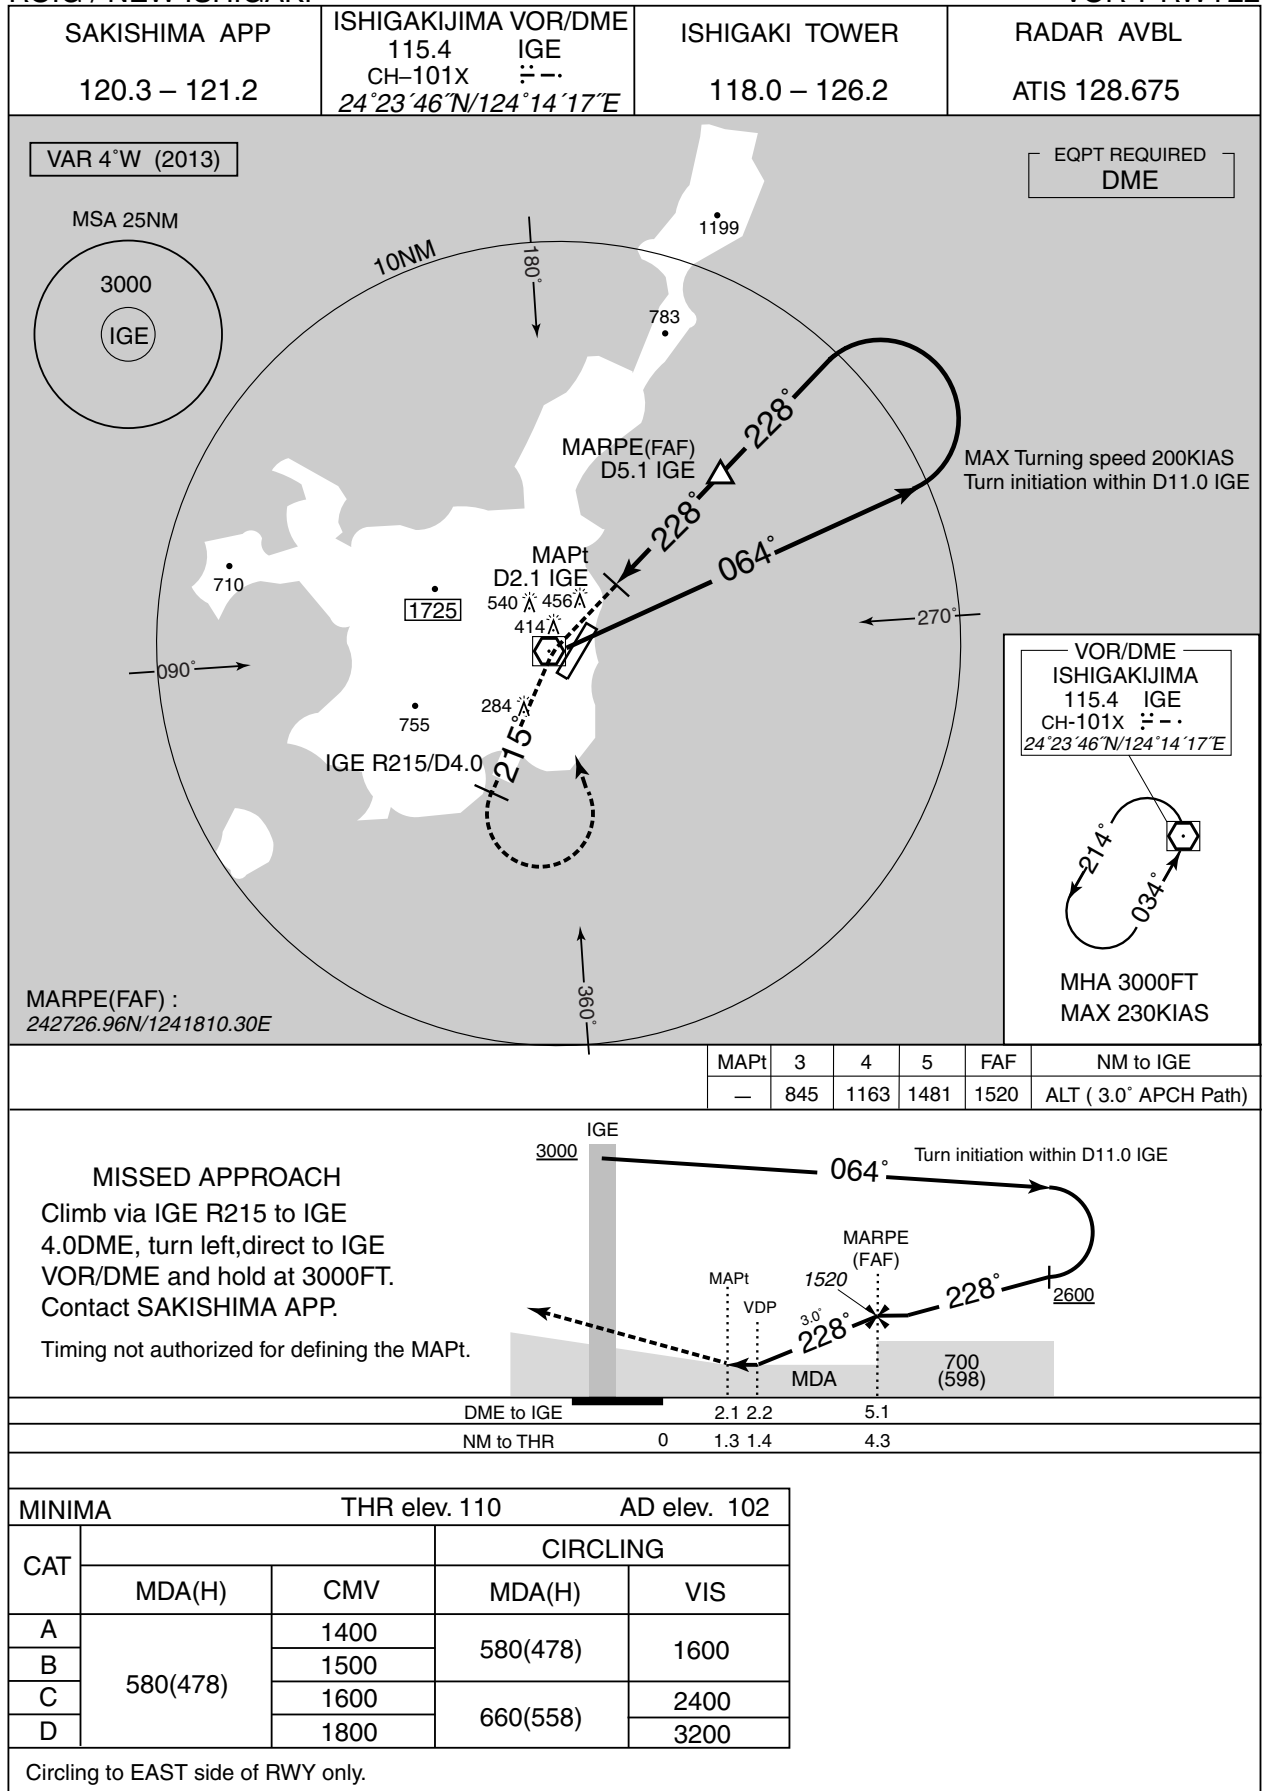 SAKISHIMA APP
120.3 – 121.2
ISHIGAKIJIMA VOR/DME
115.4 IGE
CH–101X
24°23´46˝N/124°14´17˝E
ISHIGAKI TOWER
118.0 – 126.2
RADAR AVBL
ATIS 128.675
VAR 4°W (2013)
EQPT REQUIRED
DME
MSA 25NM
3000
IGE
10NM
180°
1199
783
228°
MARPE(FAF)
D5.1 IGE
MAX Turning speed 200KIAS
Turn initiation within D11.0 IGE
228°
064°
MAPt
D2.1 IGE
710
1725
540
456
414
270°
090°
755
284
215°
IGE R215/D4.0
360°
VOR/DME
ISHIGAKIJIMA
115.4 IGE
CH-101X
24°23´46˝N/124°14´17˝E
214°
034°
MHA 3000FT
MAX 230KIAS
MARPE(FAF) :
242726.96N/1241810.30E
MAPt 3 4 5 FAF NM to IGE
— 845 1163 1481 1520 ALT ( 3.0° APCH Path)
MISSED APPROACH
Climb via IGE R215 to IGE
4.0DME, turn left,direct to IGE
VOR/DME and hold at 3000FT.
Contact SAKISHIMA APP.
Timing not authorized for defining the MAPt.
IGE
3000
064°
Turn initiation within D11.0 IGE
MARPE
(FAF)
MAPt
1520
VDP
3.0°
228°
228°
2600
MDA
700
(598)
DME to IGE 2.1 2.2 5.1
NM to THR 0 1.3 1.4 4.3
MINIMA THR elev. 110 AD elev. 102
CAT CIRCLING
MDA(H) CMV MDA(H) VIS
A 580(478) 1400 580(478) 1600
B 1500
C 1600 660(558) 2400
D 1800 3200
Circling to EAST side of RWY only.